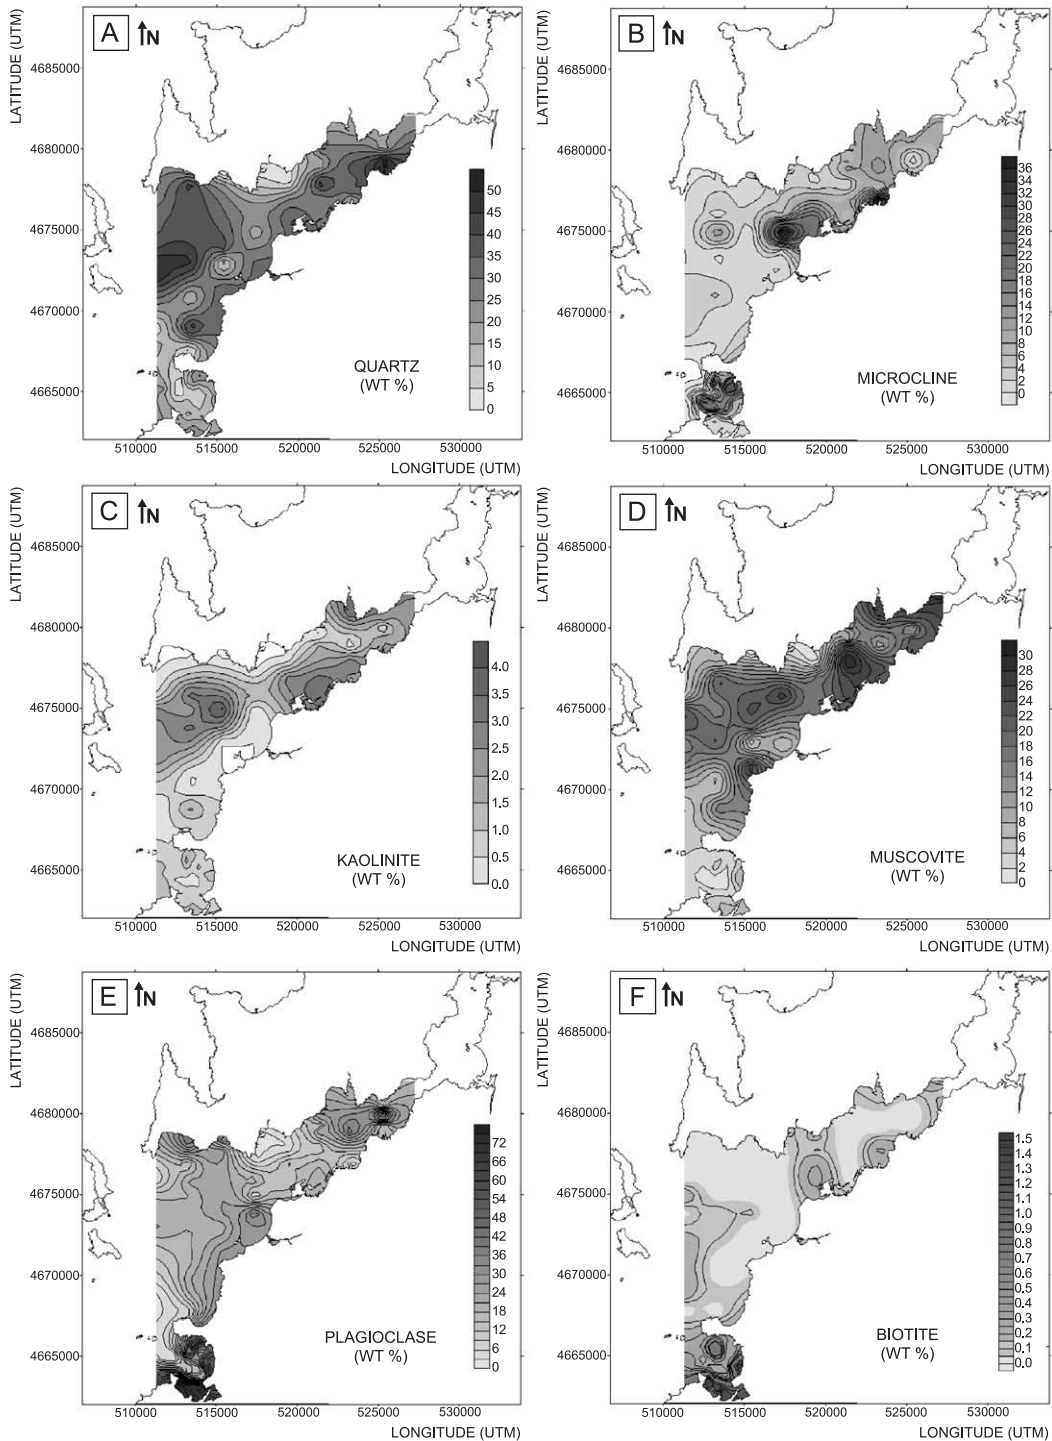 A
N
LATITUDE (UTM)
4685000
4680000
4675000
4670000
4665000
50
45
40
35
30
25
20
15
10
5
0
QUARTZ
(WT %)
510000 515000 520000 525000 530000
LONGITUDE (UTM)
B
N
LATITUDE (UTM)
4685000
4680000
4675000
4670000
4665000
36
34
32
30
28
26
24
22
20
18
16
14
12
10
8
6
4
2
0
MICROCLINE
(WT %)
510000 515000 520000 525000 530000
LONGITUDE (UTM)
C
N
LATITUDE (UTM)
4685000
4680000
4675000
4670000
4665000
4.0
3.5
3.0
2.5
2.0
1.5
1.0
0.5
0.0
KAOLINITE
(WT %)
510000 515000 520000 525000 530000
LONGITUDE (UTM)
D
N
LATITUDE (UTM)
4685000
4680000
4675000
4670000
4665000
30
28
26
24
22
20
18
16
14
12
10
8
6
4
2
0
MUSCOVITE
(WT %)
510000 515000 520000 525000 530000
LONGITUDE (UTM)
E
N
LATITUDE (UTM)
4685000
4680000
4675000
4670000
4665000
72
66
60
54
48
42
36
30
24
18
12
6
0
PLAGIOCLASE
(WT %)
510000 515000 520000 525000 530000
LONGITUDE (UTM)
F
N
LATITUDE (UTM)
4685000
4680000
4675000
4670000
4665000
1.5
1.4
1.3
1.2
1.1
1.0
0.9
0.8
0.7
0.6
0.5
0.4
0.3
0.2
0.1
0.0
BIOTITE
(WT %)
510000 515000 520000 525000 530000
LONGITUDE (UTM)